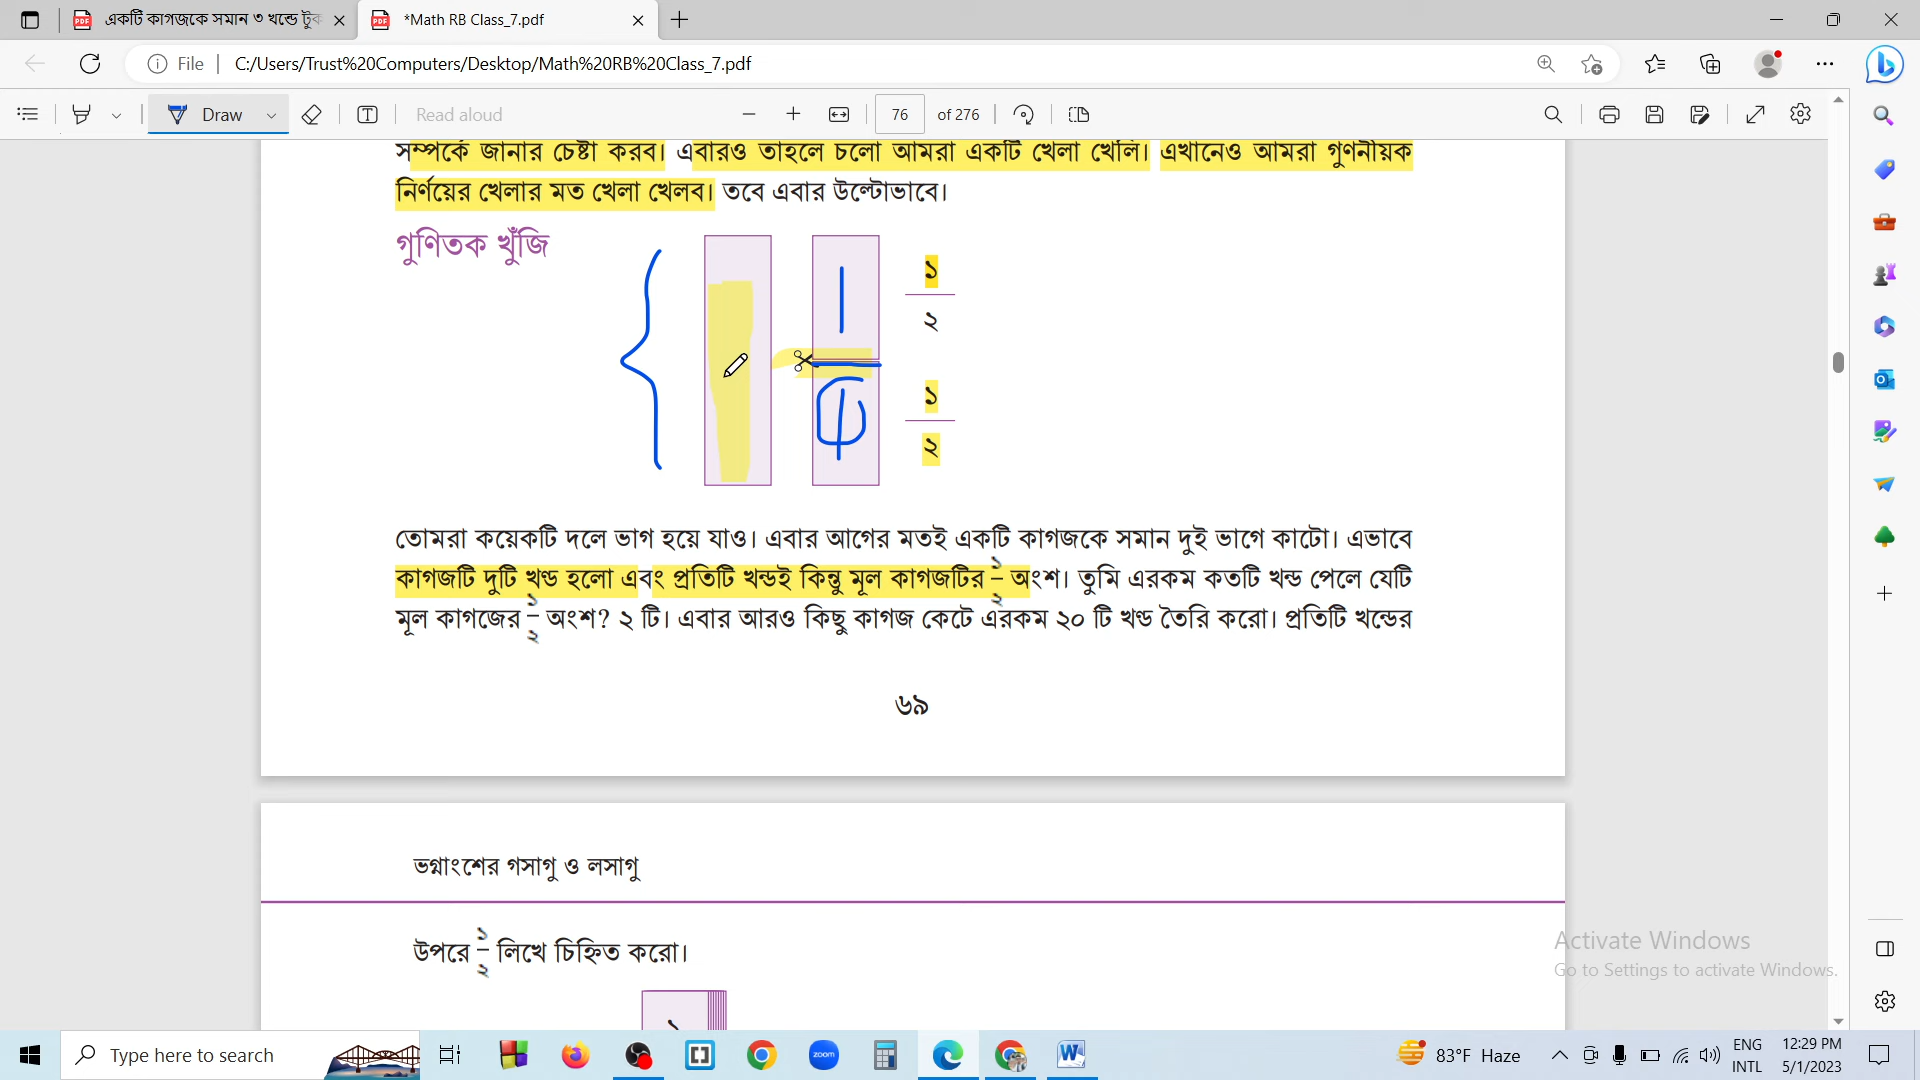 একটি কাগজকে সমান ৩ খন্ডে টুক
*Math RB Class_7.pdf
File
C:/Users/Trust%20Computers/Desktop/Math%20RB%20Class_7.pdf
Draw
Read aloud
76 of 276
সম্পর্কে জানার চেষ্টা করব। এবারও তাহলে চলো আমরা একটি খেলা খেলি। এখানেও আমরা গুণনীয়ক
নির্ণয়ের খেলার মত খেলা খেলব। তবে এবার উল্টোভাবে।
গুণিতক খুঁজি
১
২
১
২
তোমরা কয়েকটি দলে ভাগ হয়ে যাও। এবার আগের মতই একটি কাগজকে সমান দুই ভাগে কাটো। এভাবে
কাগজটি দুটি খণ্ড হলো এবং প্রতিটি খন্ডই কিন্তু মূল কাগজটির ১/২ অংশ। তুমি এরকম কতটি খন্ড পেলে যেটি
মূল কাগজের ১/২ অংশ? ২ টি। এবার আরও কিছু কাগজ কেটে এরকম ২০ টি খণ্ড তৈরি করো। প্রতিটি খন্ডের
৬৯
ভগ্নাংশের গসাগু ও লসাগু
উপরে ১/২ লিখে চিহ্নিত করো।
Activate Windows
Go to Settings to activate Windows.
Type here to search
zoom
83°F Haze
ENG
INTL
12:29 PM
5/1/2023